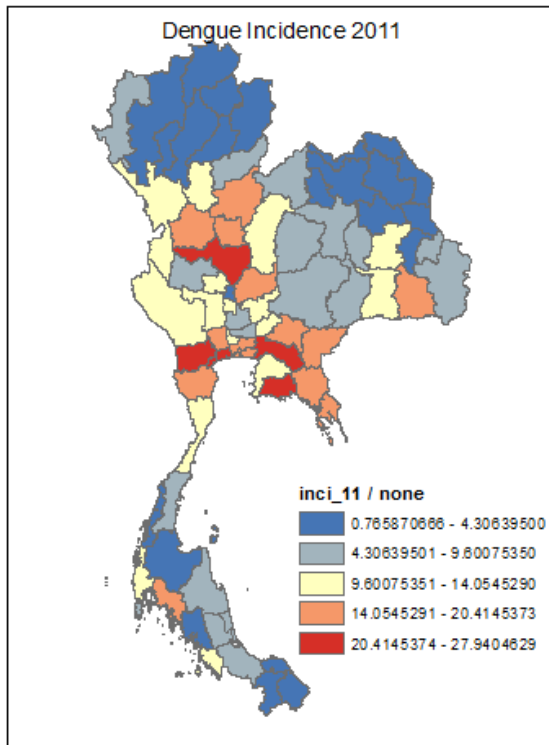 Dengue Incidence 2011
inci_11 / none
0.765870666 - 4.30639500
4.30639501 - 9.60075350
9.60075351 - 14.0545290
14.0545291 - 20.4145373
20.4145374 - 27.9404629